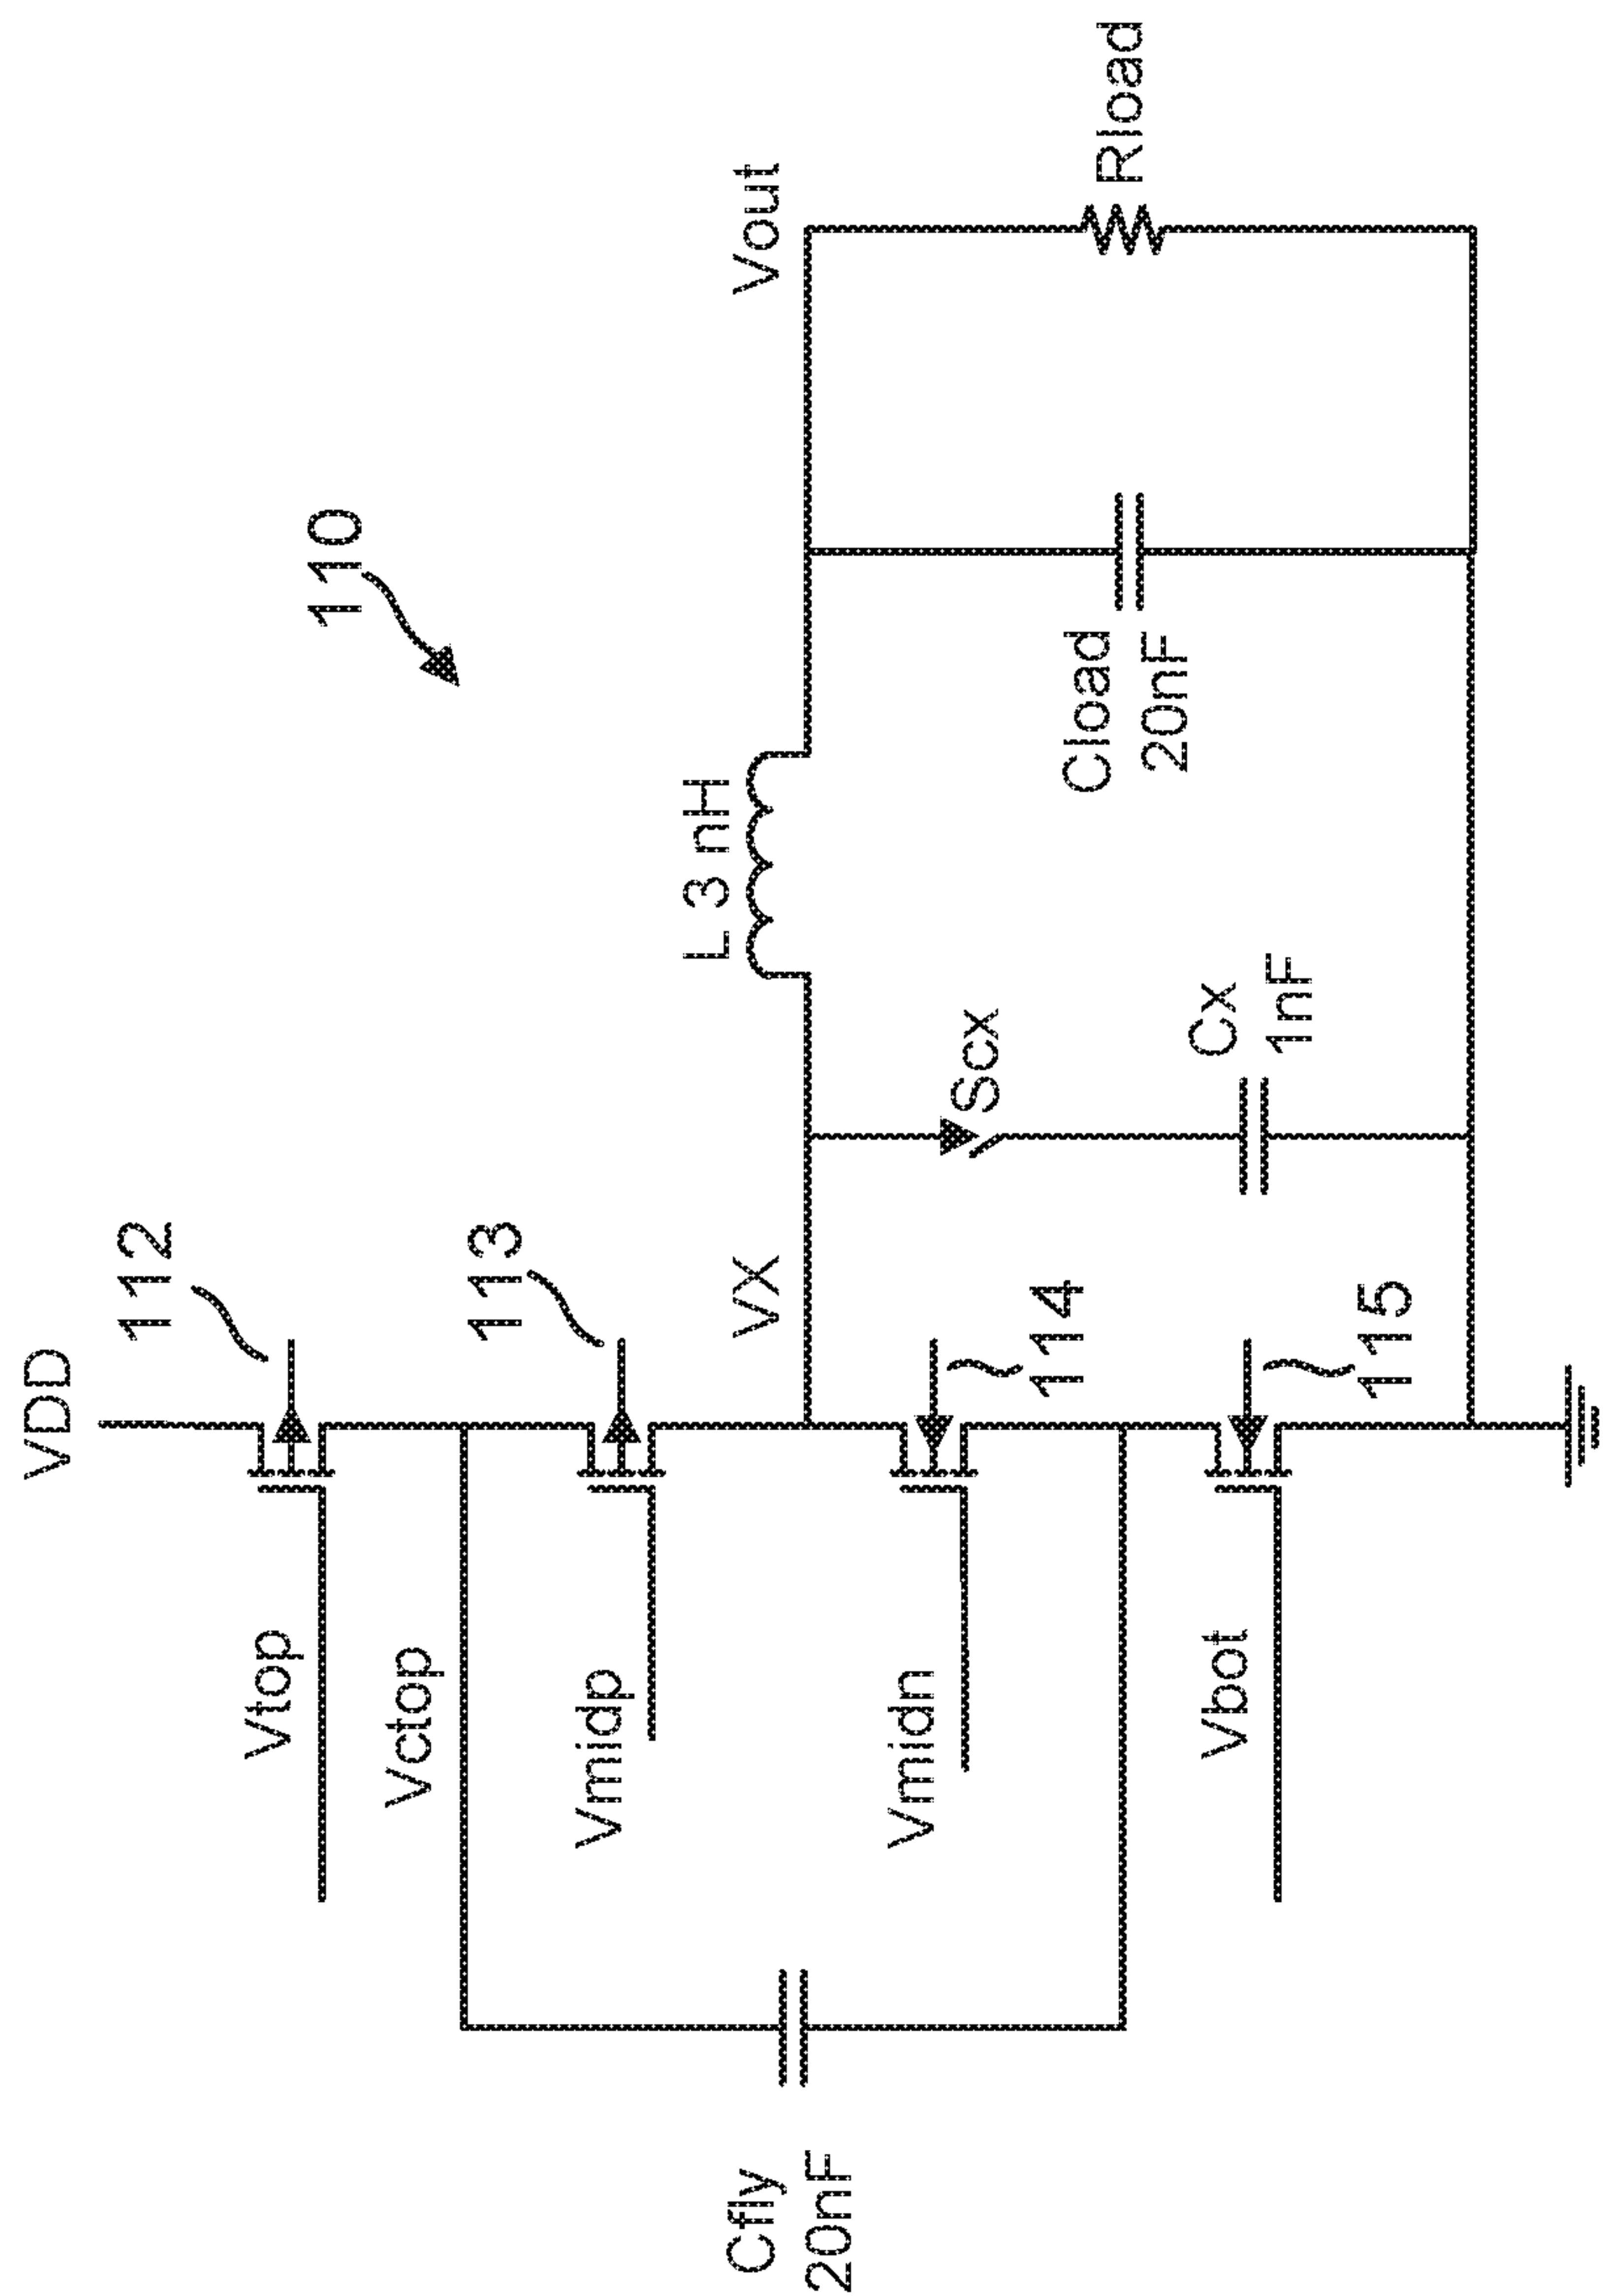 VDD
112
Vtop
Vctop
110
113
Vmidp
L 3 nH
Cfly
20nF
VX
Vout
Vmidn
Scx
114
Cload
20nF
Rload
Vbot
Cx
1nF
115